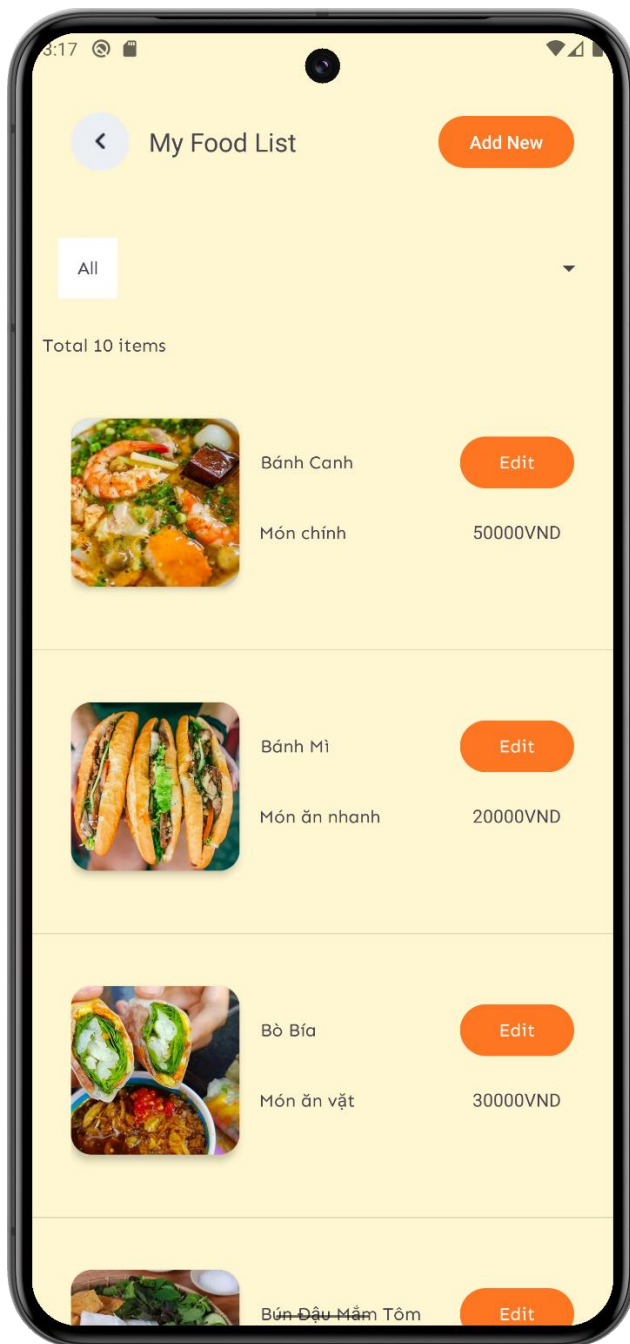 3:17
My Food List
Add New
All
Total 10 items
Bánh Canh
Edit
Món chính
50000VND
Bánh Mì
Edit
Món ăn nhanh
20000VND
Bò Bía
Edit
Món ăn vặt
30000VND
Bún Đậu Mắm Tôm
Edit